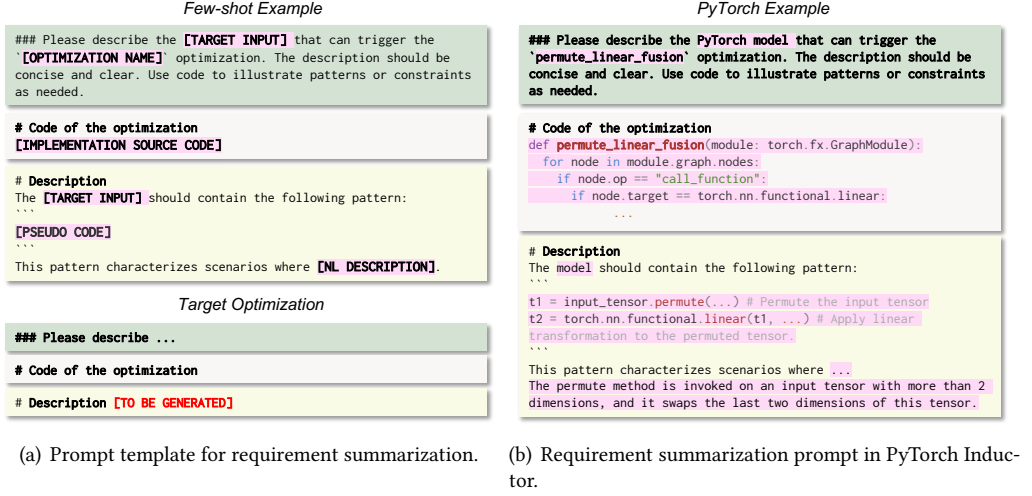 Few-shot Example
### Please describe the [TARGET INPUT] that can trigger the
`[OPTIMIZATION NAME]` optimization. The description should be
concise and clear. Use code to illustrate patterns or constraints
as needed.
# Code of the optimization
[IMPLEMENTATION SOURCE CODE]
# Description
The [TARGET INPUT] should contain the following pattern:
```
[PSEUDO CODE]
```
This pattern characterizes scenarios where [NL DESCRIPTION].
Target Optimization
### Please describe ...
# Code of the optimization
# Description [TO BE GENERATED]
(a) Prompt template for requirement summarization.
PyTorch Example
### Please describe the PyTorch model that can trigger the
`permute_linear_fusion` optimization. The description should be
concise and clear. Use code to illustrate patterns or constraints
as needed.
# Code of the optimization
def permute_linear_fusion(module: torch.fx.GraphModule):
for node in module.graph.nodes:
if node.op == "call_function":
if node.target == torch.nn.functional.linear:
...
# Description
The model should contain the following pattern:
```
t1 = input_tensor.permute(...) # Permute the input tensor
t2 = torch.nn.functional.linear(t1, ...) # Apply linear
transformation to the permuted tensor.
```
This pattern characterizes scenarios where ...
The permute method is invoked on an input tensor with more than 2
dimensions, and it swaps the last two dimensions of this tensor.
(b) Requirement summarization prompt in PyTorch Induc-
tor.